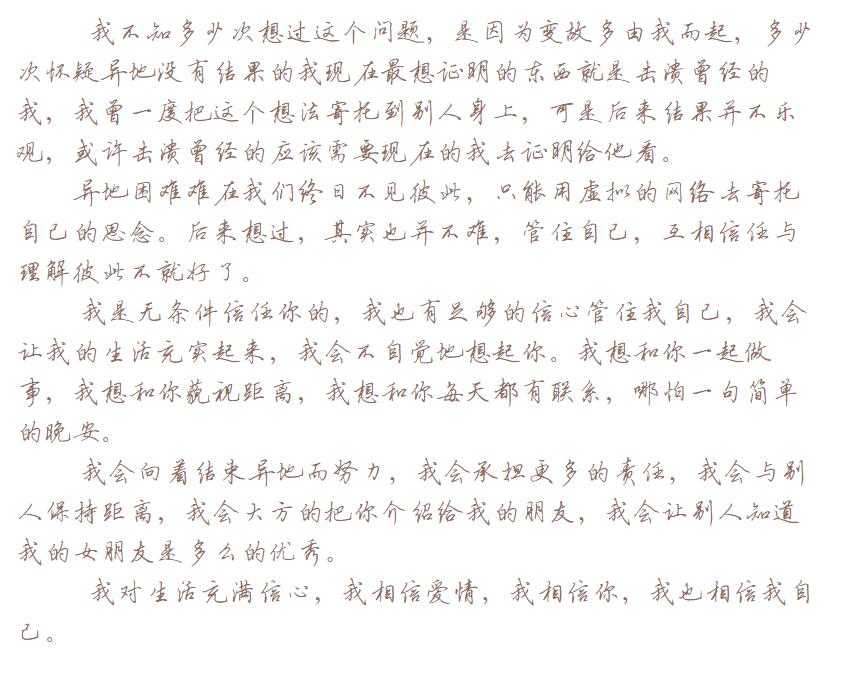 我不知多少次想过这个问题，是因为变故多由我而起，多少
次怀疑异地没有结果的我现在最想证明的东西就是击溃曾经的
我，我曾一度把这个想法寄托到别人身上，可是后来结果并不乐
观，或许击溃曾经的应该需要现在的我去证明给他看。
异地困难难在我们终日不见彼此，只能用虚拟的网络去寄托
自己的思念。后来想过，其实也并不难，管住自己，互相信任与
理解彼此不就好了。
我是无条件信任你的，我也有足够的信心管住我自己，我会
让我的生活充实起来，我会不自觉地想起你。我想和你一起做
事，我想和你藐视距离，我想和你每天都有联系，哪怕一句简单
的晚安。
我会向着结束异地而努力，我会承担更多的责任，我会与别
人保持距离，我会大方的把你介绍给我的朋友，我会让别人知道
我的女朋友是多么的优秀。
我对生活充满信心，我相信爱情，我相信你，我也相信我自
己。